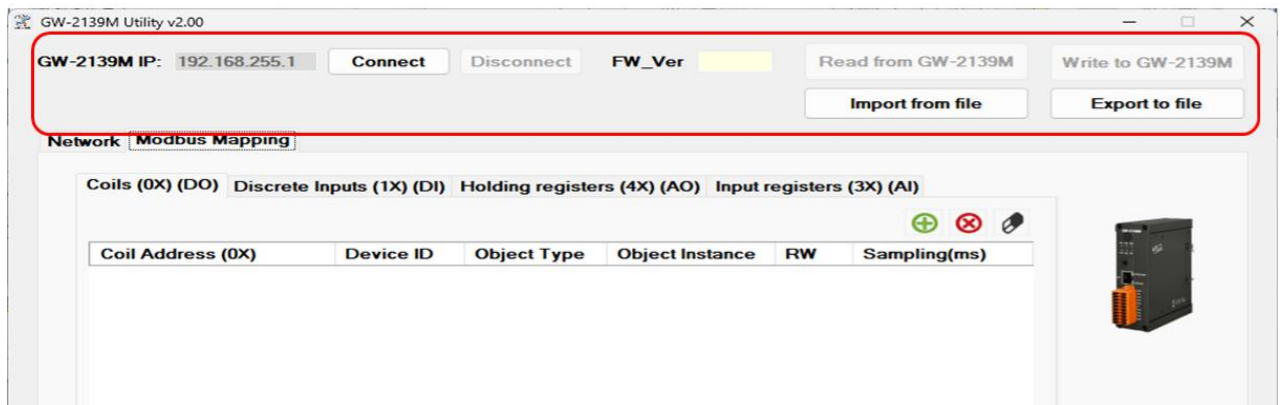 GW-2139M Utility v2.00
GW-2139M IP: 192.168.255.1 Connect Disconnect FW_Ver Read from GW-2139M Write to GW-2139M
Import from file Export to file
Network Modbus Mapping
Coils (0X) (DO) Discrete Inputs (1X) (DI) Holding registers (4X) (AO) Input registers (3X) (AI)
Coil Address (0X) Device ID Object Type Object Instance RW Sampling(ms)